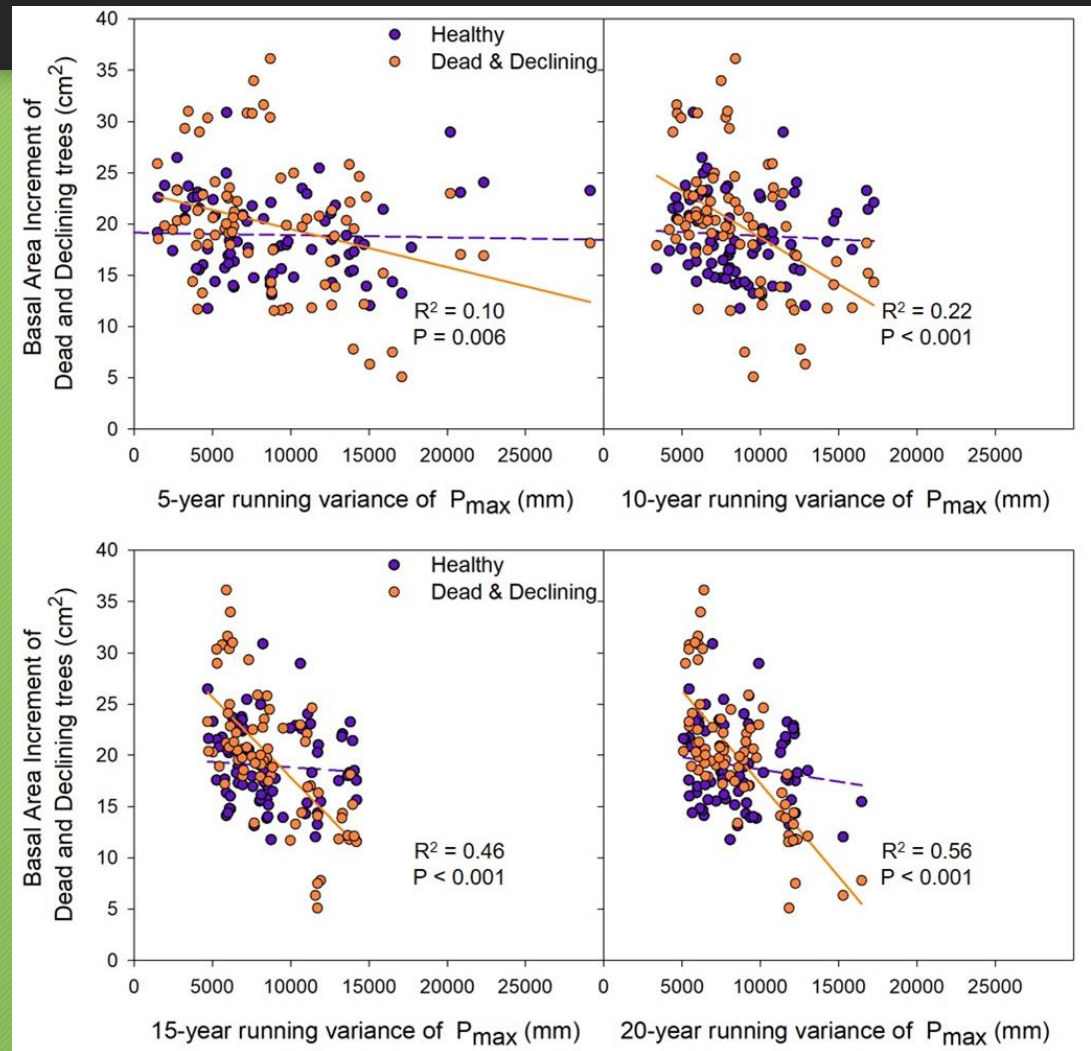 40
35
30
25
20
15
10
5
0
Basal Area Increment of
Dead and Declining trees (cm²)
Healthy
Dead & Declining
R² = 0.10
P = 0.006
R² = 0.22
P < 0.001
0 5000 10000 15000 20000 25000
0 5000 10000 15000 20000 25000
5-year running variance of Pmax (mm)
10-year running variance of Pmax (mm)
40
35
30
25
20
15
10
5
0
Basal Area Increment of
Dead and Declining trees (cm²)
Healthy
Dead & Declining
R² = 0.46
P < 0.001
R² = 0.56
P < 0.001
0 5000 10000 15000 20000 25000
0 5000 10000 15000 20000 25000
15-year running variance of Pmax (mm)
20-year running variance of Pmax (mm)